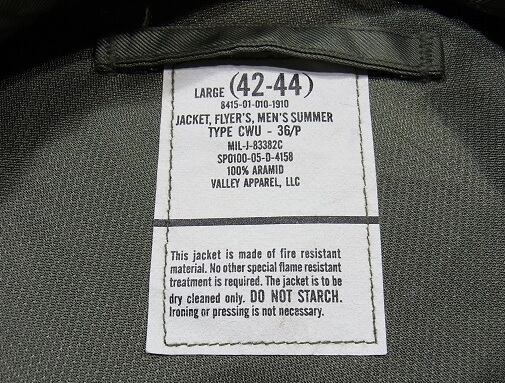 LARGE (42-44)
8415-01-010-1910
JACKET, FLYER'S, MEN'S SUMMER
TYPE CWU - 36/P
MIL-J-83382C
SPO100-05-D-4158
100% ARAMID
VALLEY APPAREL, LLC
This jacket is made of fire resistant
material. No other special flame resistant
treatment is required. The jacket is to be
dry cleaned only. DO NOT STARCH.
Ironing or pressing is not necessary.